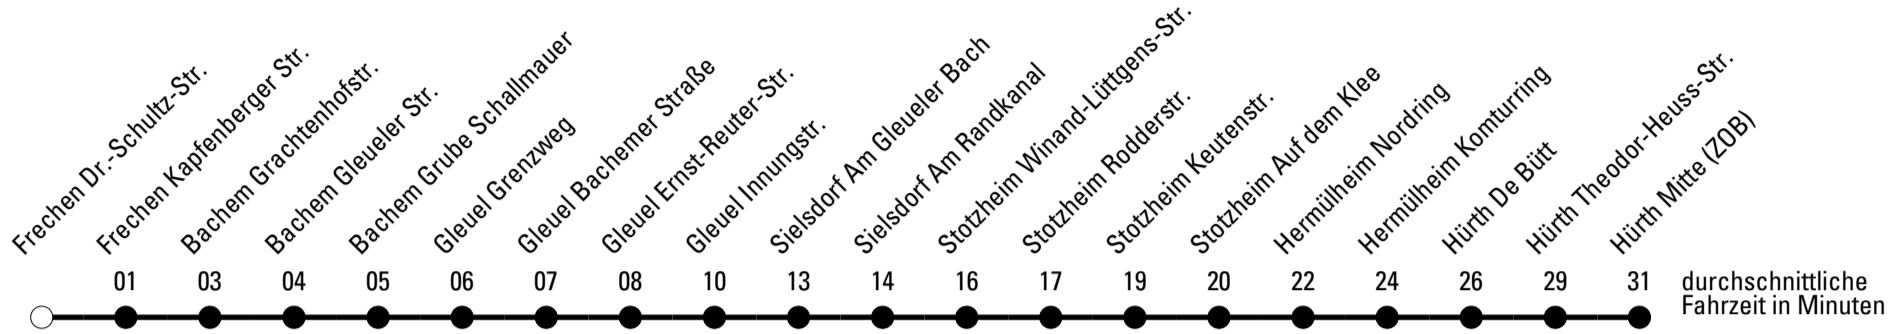 Frechen Dr.-Schultz-Str.
Frechen Kapfenberger Str.
Bachem Grachtenhofstr.
Bachem Gleueler Str.
Bachem Grube Schallmauer
Gleuel Grenzweg
Gleuel Bachemer Straße
Gleuel Ernst-Reuter-Str.
Gleuel Innungstr.
Sielsdorf Am Gleueler Bach
Sielsdorf Am Randkanal
Stotzheim Winand-Lüttgens-Str.
Stotzheim Rodderstr.
Stotzheim Keutenstr.
Stotzheim Auf dem Klee
Hermülheim Nordring
Hermülheim Komturring
Hürth De Bütt
Hürth Theodor-Heuss-Str.
Hürth Mitte (ZOB)
01 03 04 05 06 07 08 10 13 14 16 17 19 20 22 24 26 29 31
durchschnittliche
Fahrzeit in Minuten